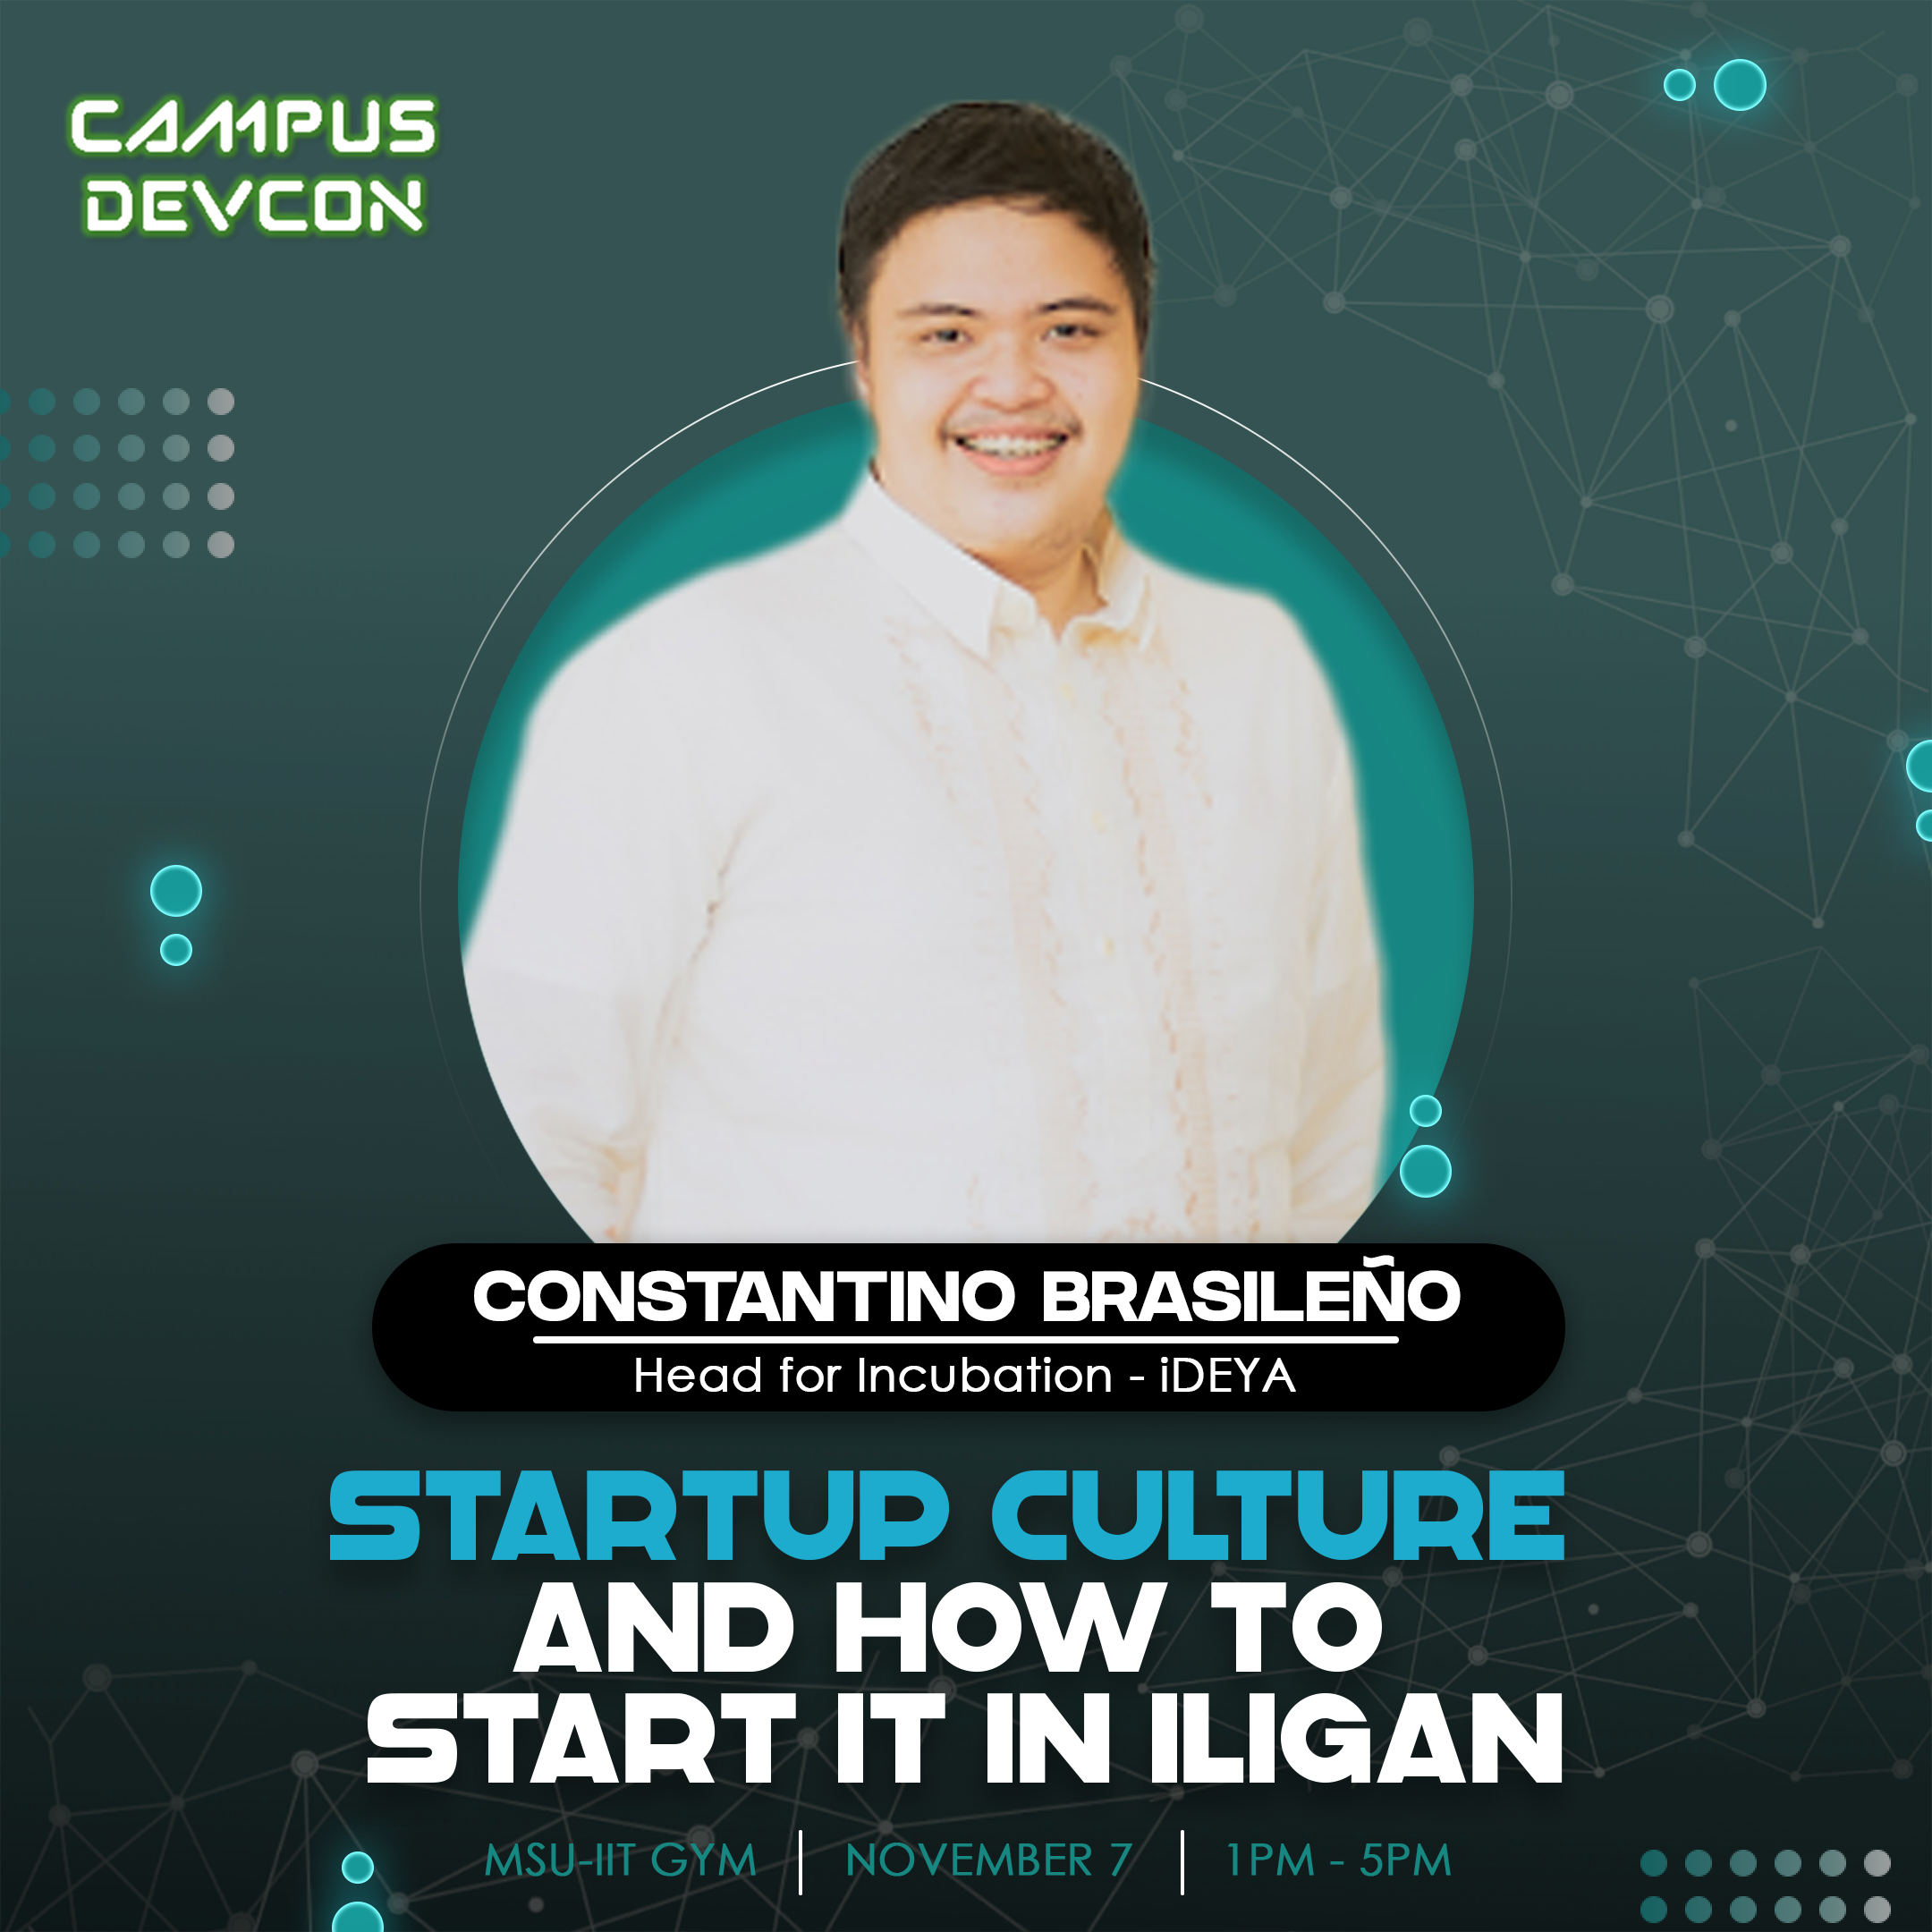 CAMPUS
DEVCON
CONSTANTINO BRASILEÑO
Head for Incubation - iDEYA
STARTUP CULTURE
AND HOW TO
START IT IN ILIGAN
MSU-IIT GYM | NOVEMBER 7 | 1PM - 5PM